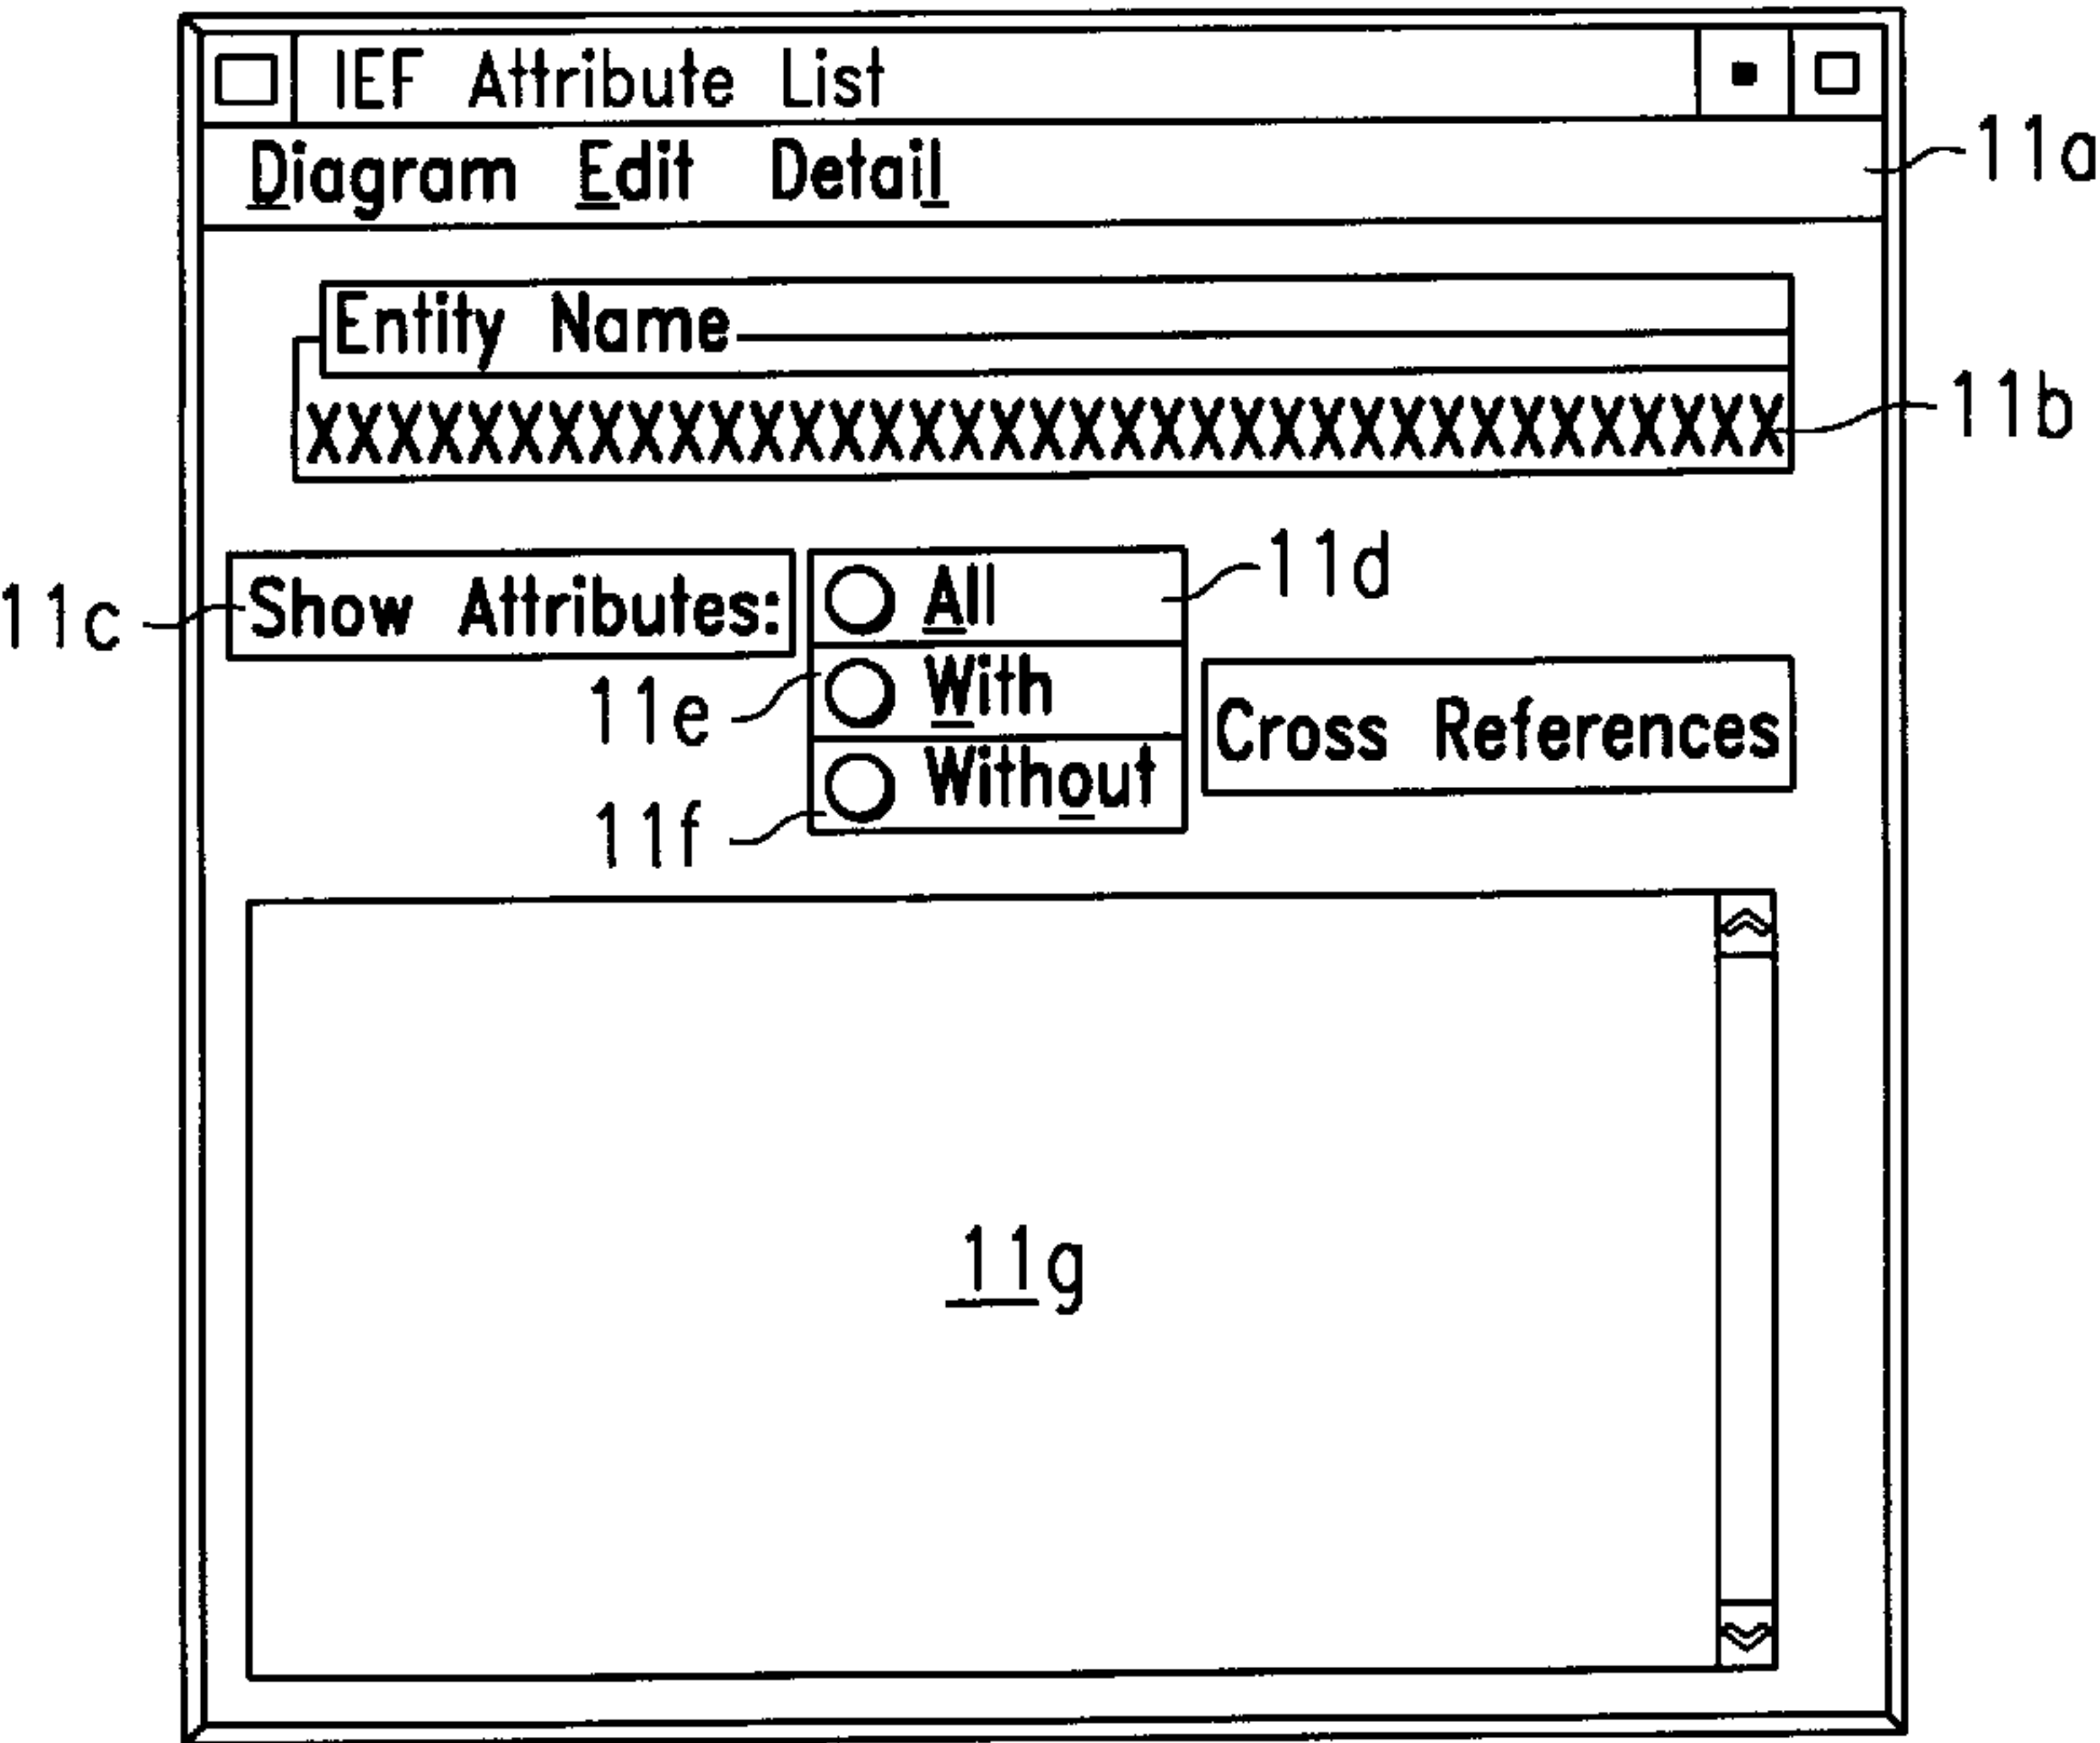 IEF Attribute List
Diagram Edit Detail
11a
Entity Name
XXXXXXXXXXXXXXXXXXXXXXXXXXXXXXXXXXXXX
11b
11c
Show Attributes:
All
11d
11e
With
Cross References
11f
Without
11g